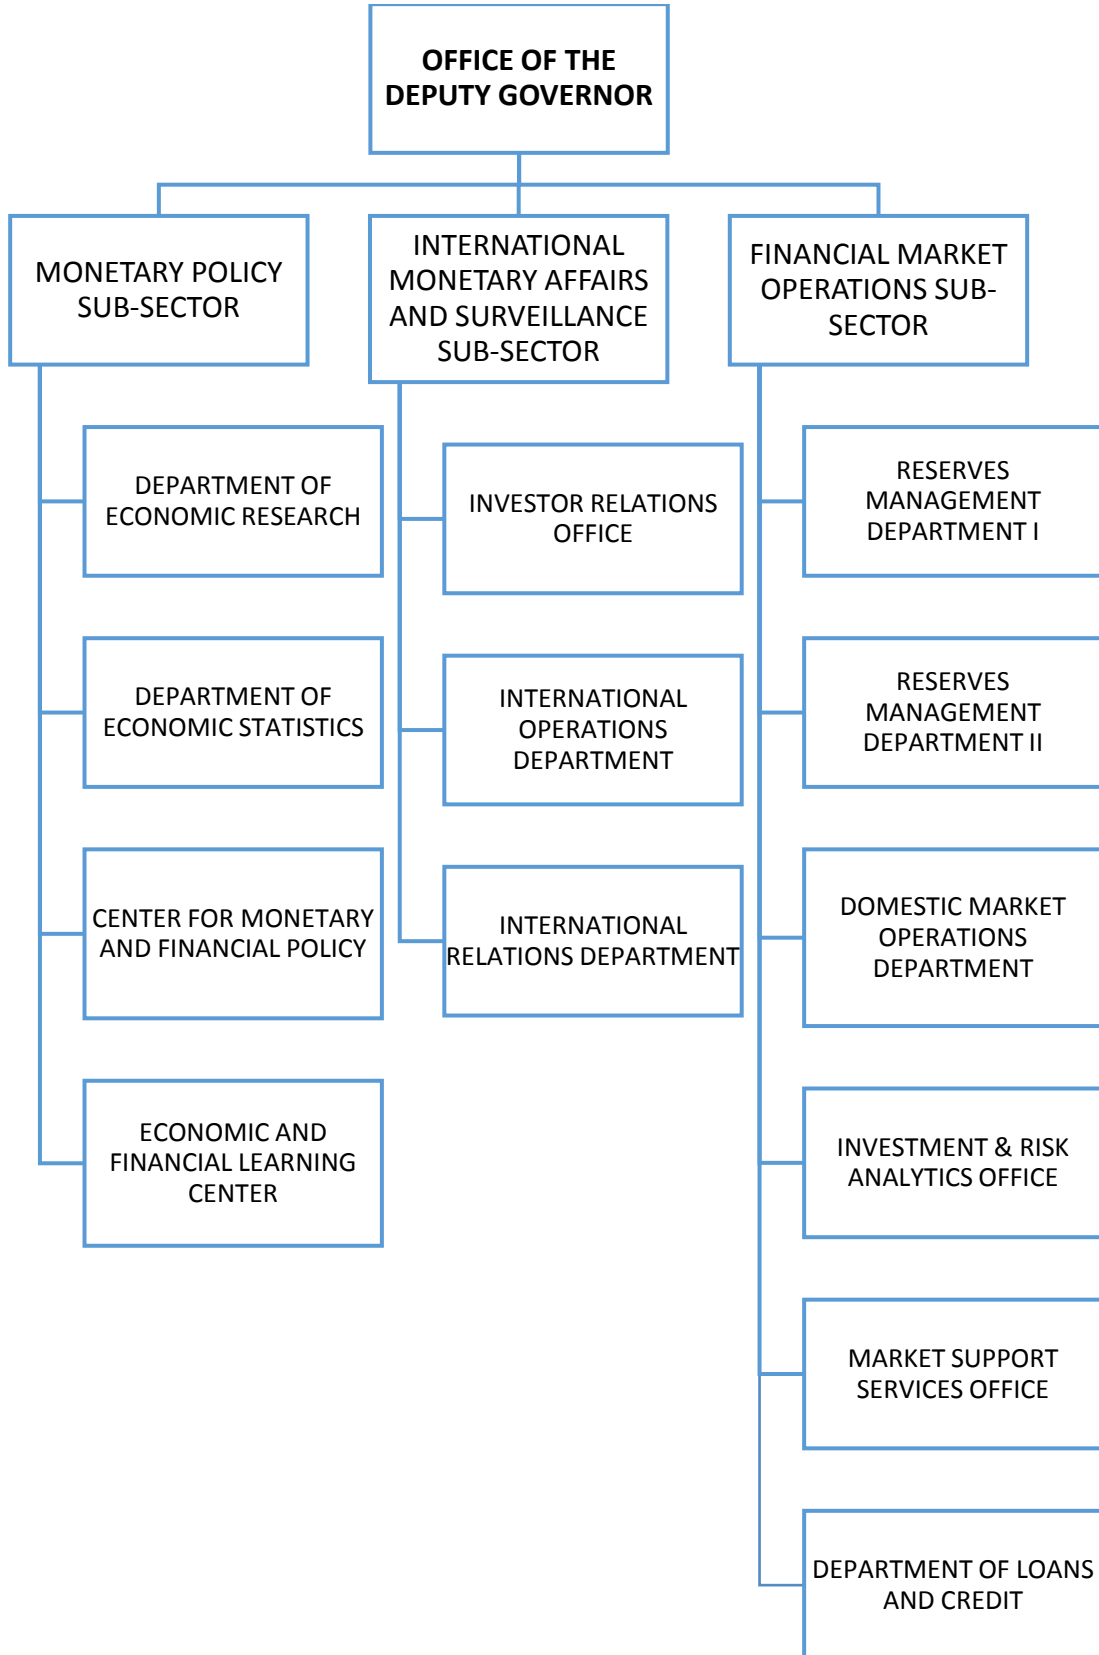 OFFICE OF THE
DEPUTY GOVERNOR
MONETARY POLICY
SUB-SECTOR
DEPARTMENT OF
ECONOMIC RESEARCH
DEPARTMENT OF
ECONOMIC STATISTICS
CENTER FOR MONETARY
AND FINANCIAL POLICY
ECONOMIC AND
FINANCIAL LEARNING
CENTER
INTERNATIONAL
MONETARY AFFAIRS
AND SURVEILLANCE
SUB-SECTOR
INVESTOR RELATIONS
OFFICE
INTERNATIONAL
OPERATIONS
DEPARTMENT
INTERNATIONAL
RELATIONS DEPARTMENT
FINANCIAL MARKET
OPERATIONS SUB-
SECTOR
RESERVES
MANAGEMENT
DEPARTMENT I
RESERVES
MANAGEMENT
DEPARTMENT II
DOMESTIC MARKET
OPERATIONS
DEPARTMENT
INVESTMENT & RISK
ANALYTICS OFFICE
MARKET SUPPORT
SERVICES OFFICE
DEPARTMENT OF LOANS
AND CREDIT